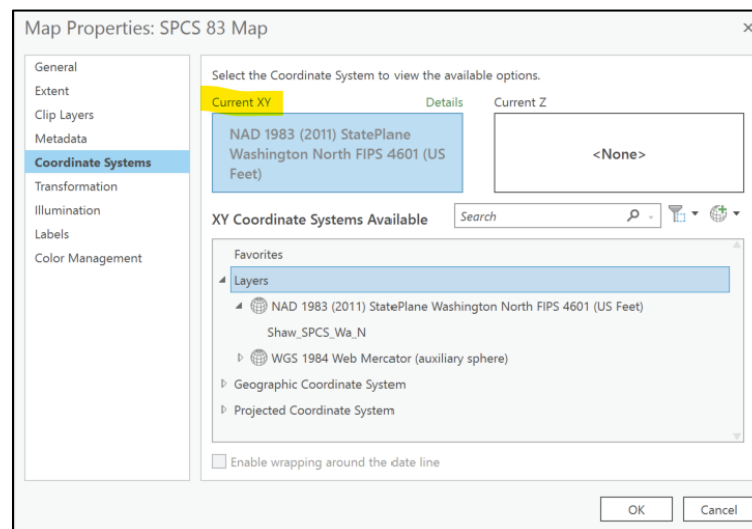 Map Properties: SPCS 83 Map
×
General
Extent
Clip Layers
Metadata
Coordinate Systems
Transformation
Illumination
Labels
Color Management
Select the Coordinate System to view the available options.
Current XY
Details
Current Z
NAD 1983 (2011) StatePlane
Washington North FIPS 4601 (US
Feet)
<None>
XY Coordinate Systems Available
Search
Favorites
Layers
NAD 1983 (2011) StatePlane Washington North FIPS 4601 (US Feet)
Shaw_SPCS_Wa_N
WGS 1984 Web Mercator (auxiliary sphere)
Geographic Coordinate System
Projected Coordinate System
Enable wrapping around the date line
OK
Cancel